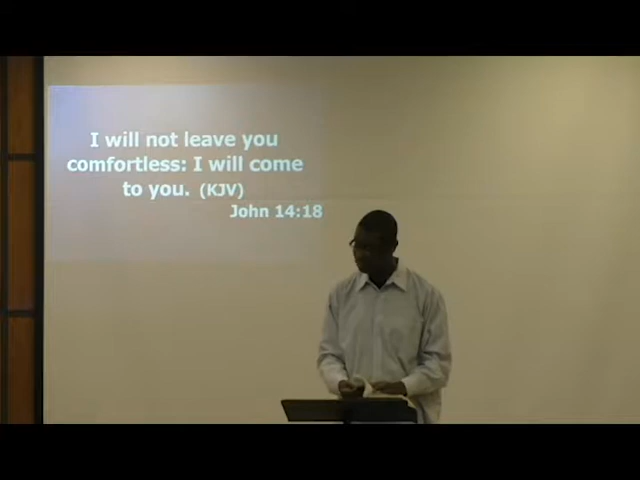 I will not leave you
comfortless: I will come
to you. (KJV)
John 14:18